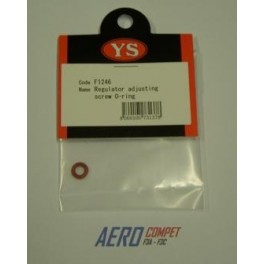 YS
Code F1246
Name Regulator adjusting
screw O-ring
AERO COMPET
F3A - F3C